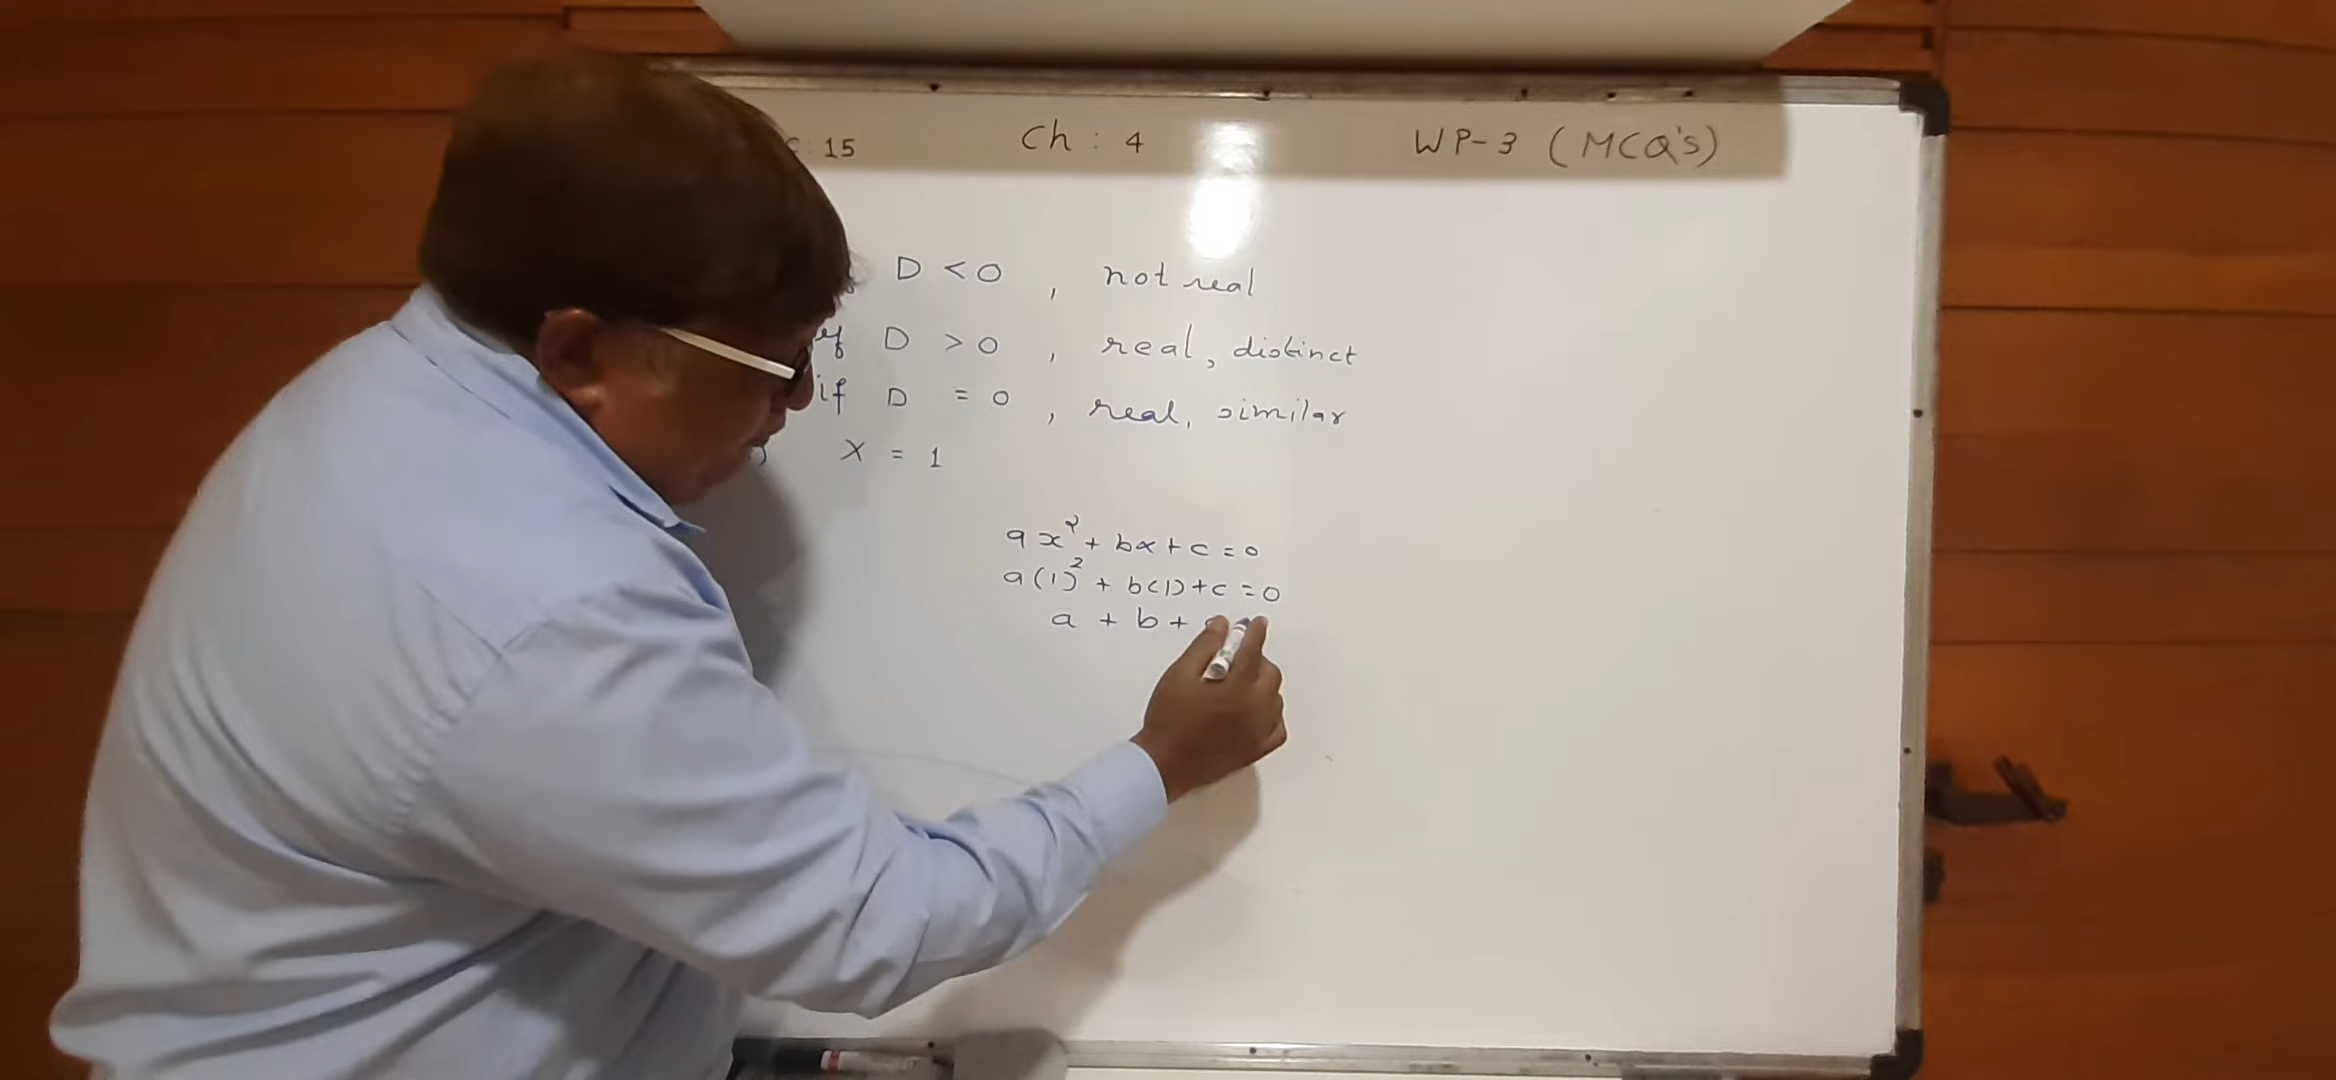 15 Ch : 4 WP-3 (MCQ's)
D < 0 , not real
if D > 0 , real, distinct
if D = 0 , real, similar
X = 1
ax² + bx + c = 0
a(1)² + b(1) + c = 0
a + b +